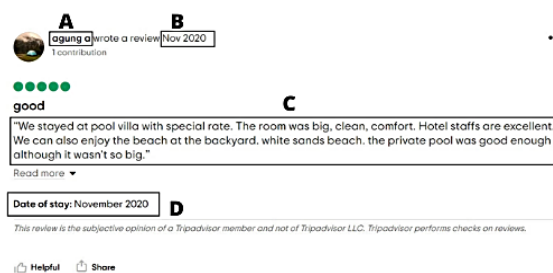 A B
agung a wrote a review Nov 2020
1 contribution
good
C
"We stayed at pool villa with special rate. The room was big, clean, comfort. Hotel staffs are excellent.
We can also enjoy the beach at the backyard. white sands beach. the private pool was good enough
although it wasn't so big."
Read more
Date of stay: November 2020 D
This review is the subjective opinion of a Tripadvisor member and not of Tripadvisor LLC. Tripadvisor performs checks on reviews.
Helpful Share